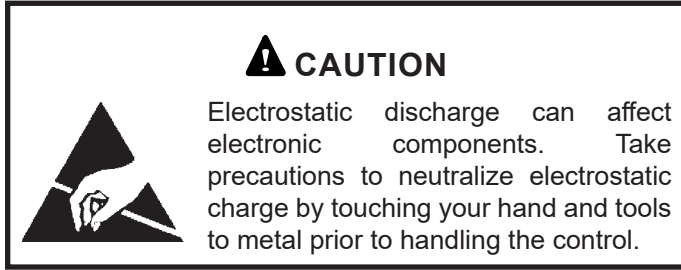 CAUTION
Electrostatic discharge can affect
electronic components. Take
precautions to neutralize electrostatic
charge by touching your hand and tools
to metal prior to handling the control.